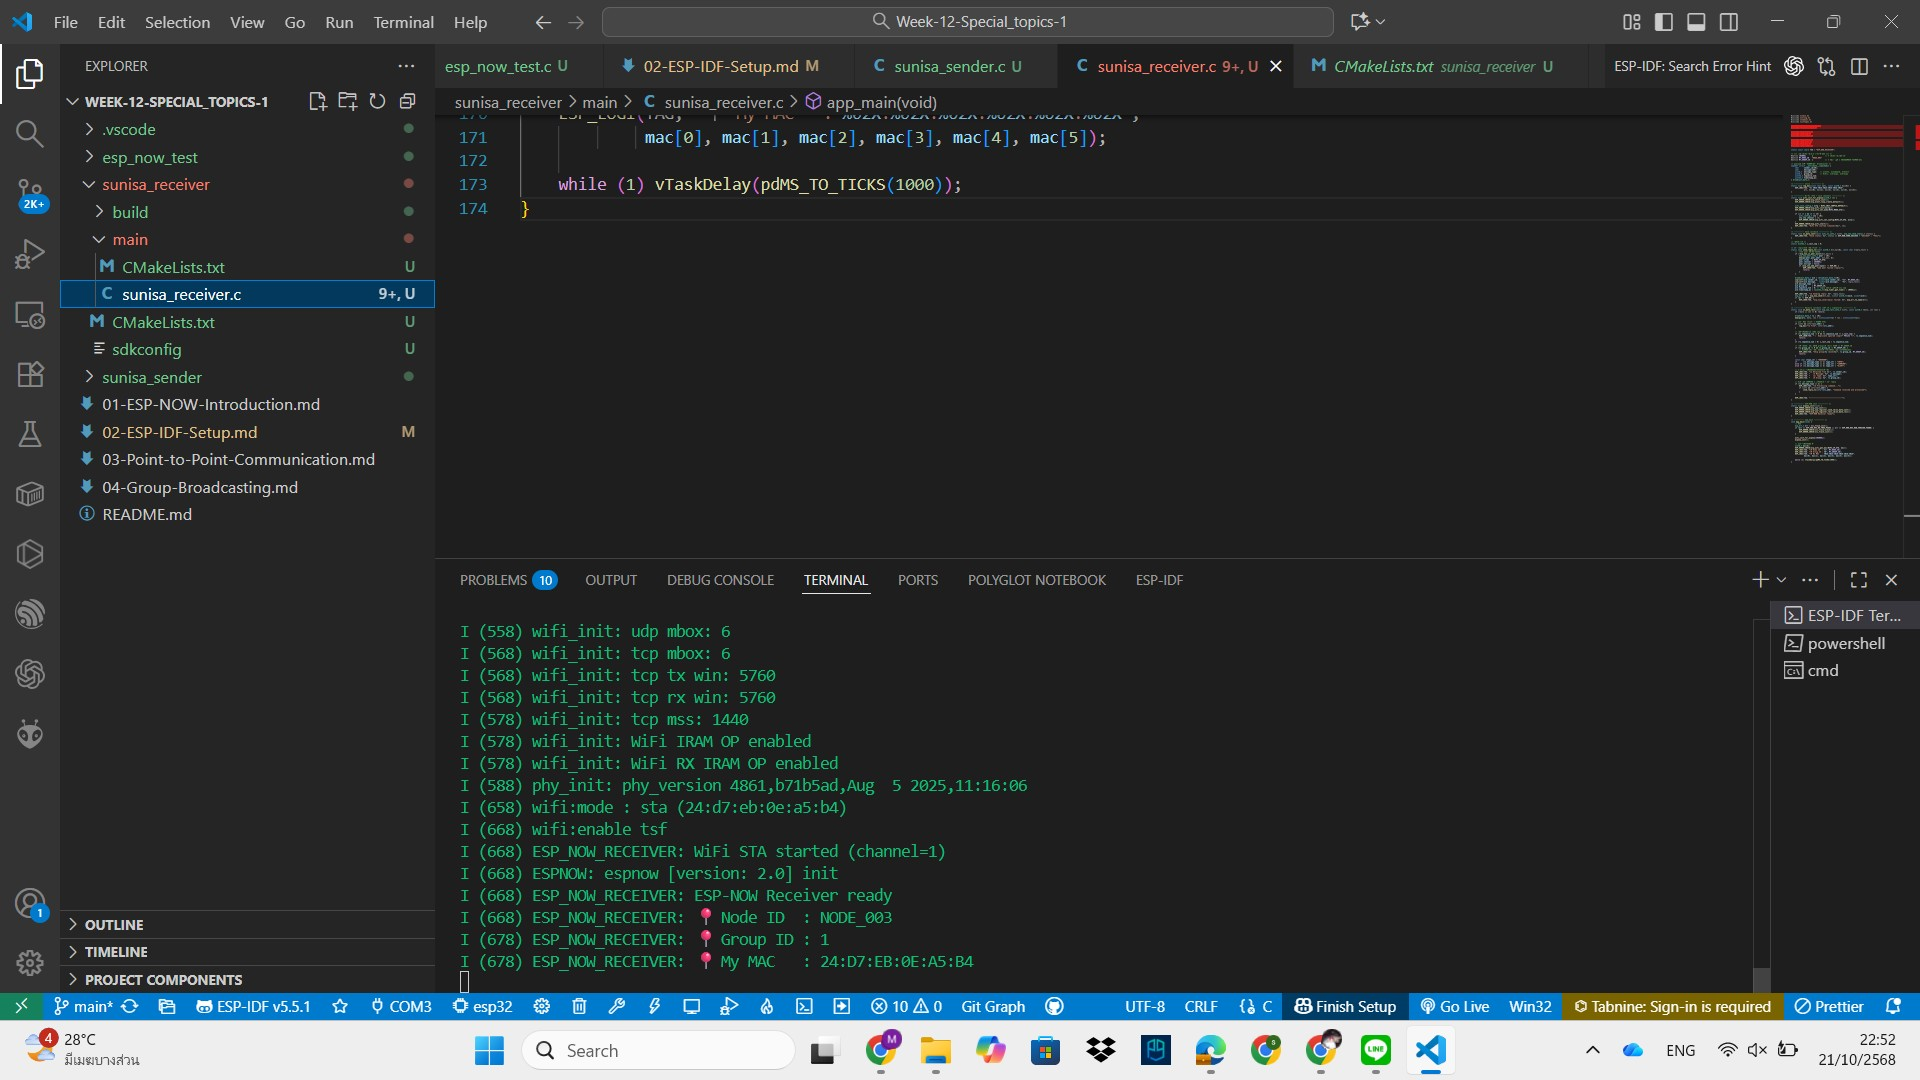 File Edit Selection View Go Run Terminal Help
Week-12-Special_topics-1
EXPLORER
WEEK-12-SPECIAL_TOPICS-1
.vscode
esp_now_test
sunisa_receiver
build
main
CMakeLists.txt U
sunisa_receiver.c 9+, U
CMakeLists.txt U
sdkconfig U
sunisa_sender
01-ESP-NOW-Introduction.md
02-ESP-IDF-Setup.md M
03-Point-to-Point-Communication.md
04-Group-Broadcasting.md
README.md
OUTLINE
TIMELINE
PROJECT COMPONENTS
2K+
1
esp_now_test.c U
02-ESP-IDF-Setup.md M
sunisa_sender.c U
sunisa_receiver.c 9+, U
CMakeLists.txt sunisa_receiver U
ESP-IDF: Search Error Hint
sunisa_receiver > main > C sunisa_receiver.c > app_main(void)
171 mac[0], mac[1], mac[2], mac[3], mac[4], mac[5]);
172
173 while (1) vTaskDelay(pdMS_TO_TICKS(1000));
174 }
PROBLEMS 10 OUTPUT DEBUG CONSOLE TERMINAL PORTS POLYGLOT NOTEBOOK ESP-IDF
I (558) wifi_init: udp mbox: 6
I (568) wifi_init: tcp mbox: 6
I (568) wifi_init: tcp tx win: 5760
I (568) wifi_init: tcp rx win: 5760
I (578) wifi_init: tcp mss: 1440
I (578) wifi_init: WiFi IRAM OP enabled
I (578) wifi_init: WiFi RX IRAM OP enabled
I (588) phy_init: phy_version 4861,b71b5ad,Aug  5 2025,11:16:06
I (658) wifi:mode : sta (24:d7:eb:0e:a5:b4)
I (668) wifi:enable tsf
I (668) ESP_NOW_RECEIVER: WiFi STA started (channel=1)
I (668) ESPNOW: espnow [version: 2.0] init
I (668) ESP_NOW_RECEIVER: ESP-NOW Receiver ready
I (668) ESP_NOW_RECEIVER: 📍 Node ID  : NODE_003
I (678) ESP_NOW_RECEIVER: 📍 Group ID : 1
I (678) ESP_NOW_RECEIVER: 📍 My MAC   : 24:D7:EB:0E:A5:B4
ESP-IDF Ter...
powershell
cmd
main* ESP-IDF v5.5.1 COM3 esp32 10 0 Git Graph UTF-8 CRLF {} C Finish Setup Go Live Win32 Tabnine: Sign-in is required Prettier
4 28°C
มีเมฆบางส่วน
Search
M
LINE
ENG
22:52
21/10/2568